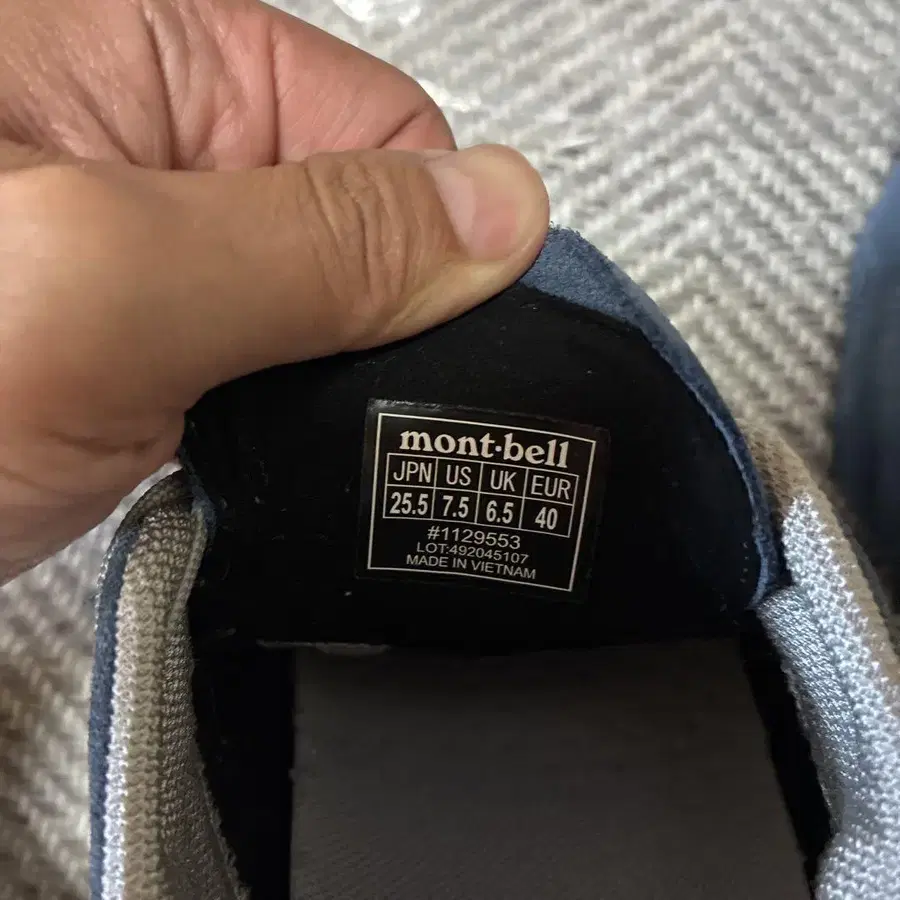 mont·bell
JPN US UK EUR
25.5 7.5 6.5 40
#1129553
LOT:492045107
MADE IN VIETNAM